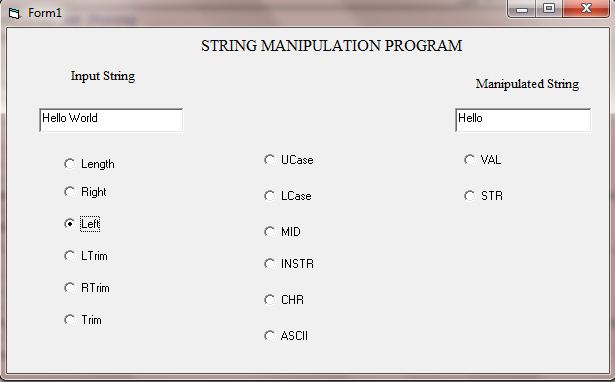 Form1
STRING MANIPULATION PROGRAM
Input String
Manipulated String
Hello World
Hello
Length
Right
Left
LTrim
RTrim
Trim
UCase
LCase
MID
INSTR
CHR
ASCII
VAL
STR